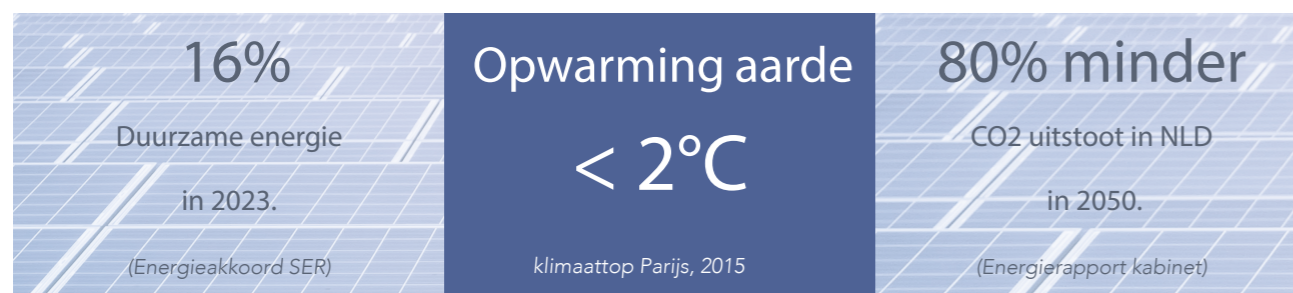 16%
Duurzame energie
in 2023.
(Energieakkoord SER)
Opwarming aarde
< 2°C
klimaattop Parijs, 2015
80% minder
CO2 uitstoot in NLD
in 2050.
(Energierapport kabinet)